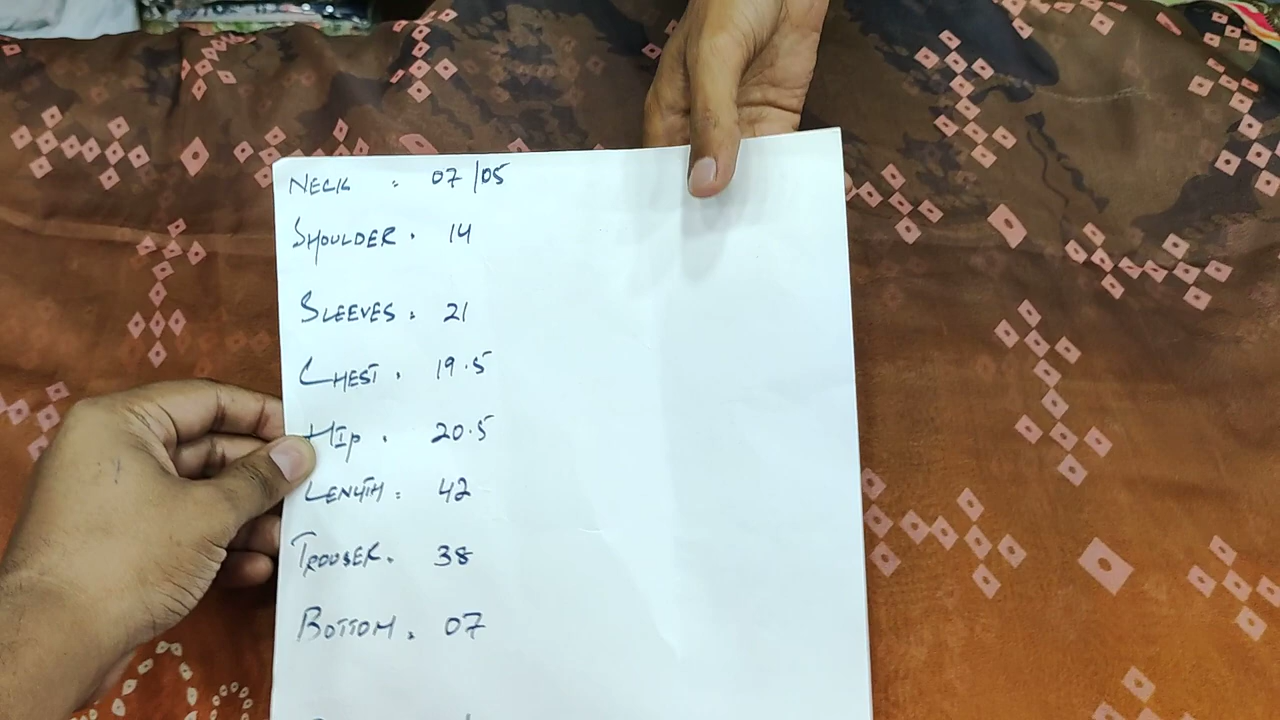 NECK : 07/05
SHOULDER . 14
SLEEVES : 21
CHEST . 19.5
HIP . 20.5
LENGTH : 42
TROUSER . 38
BOTTOM . 07